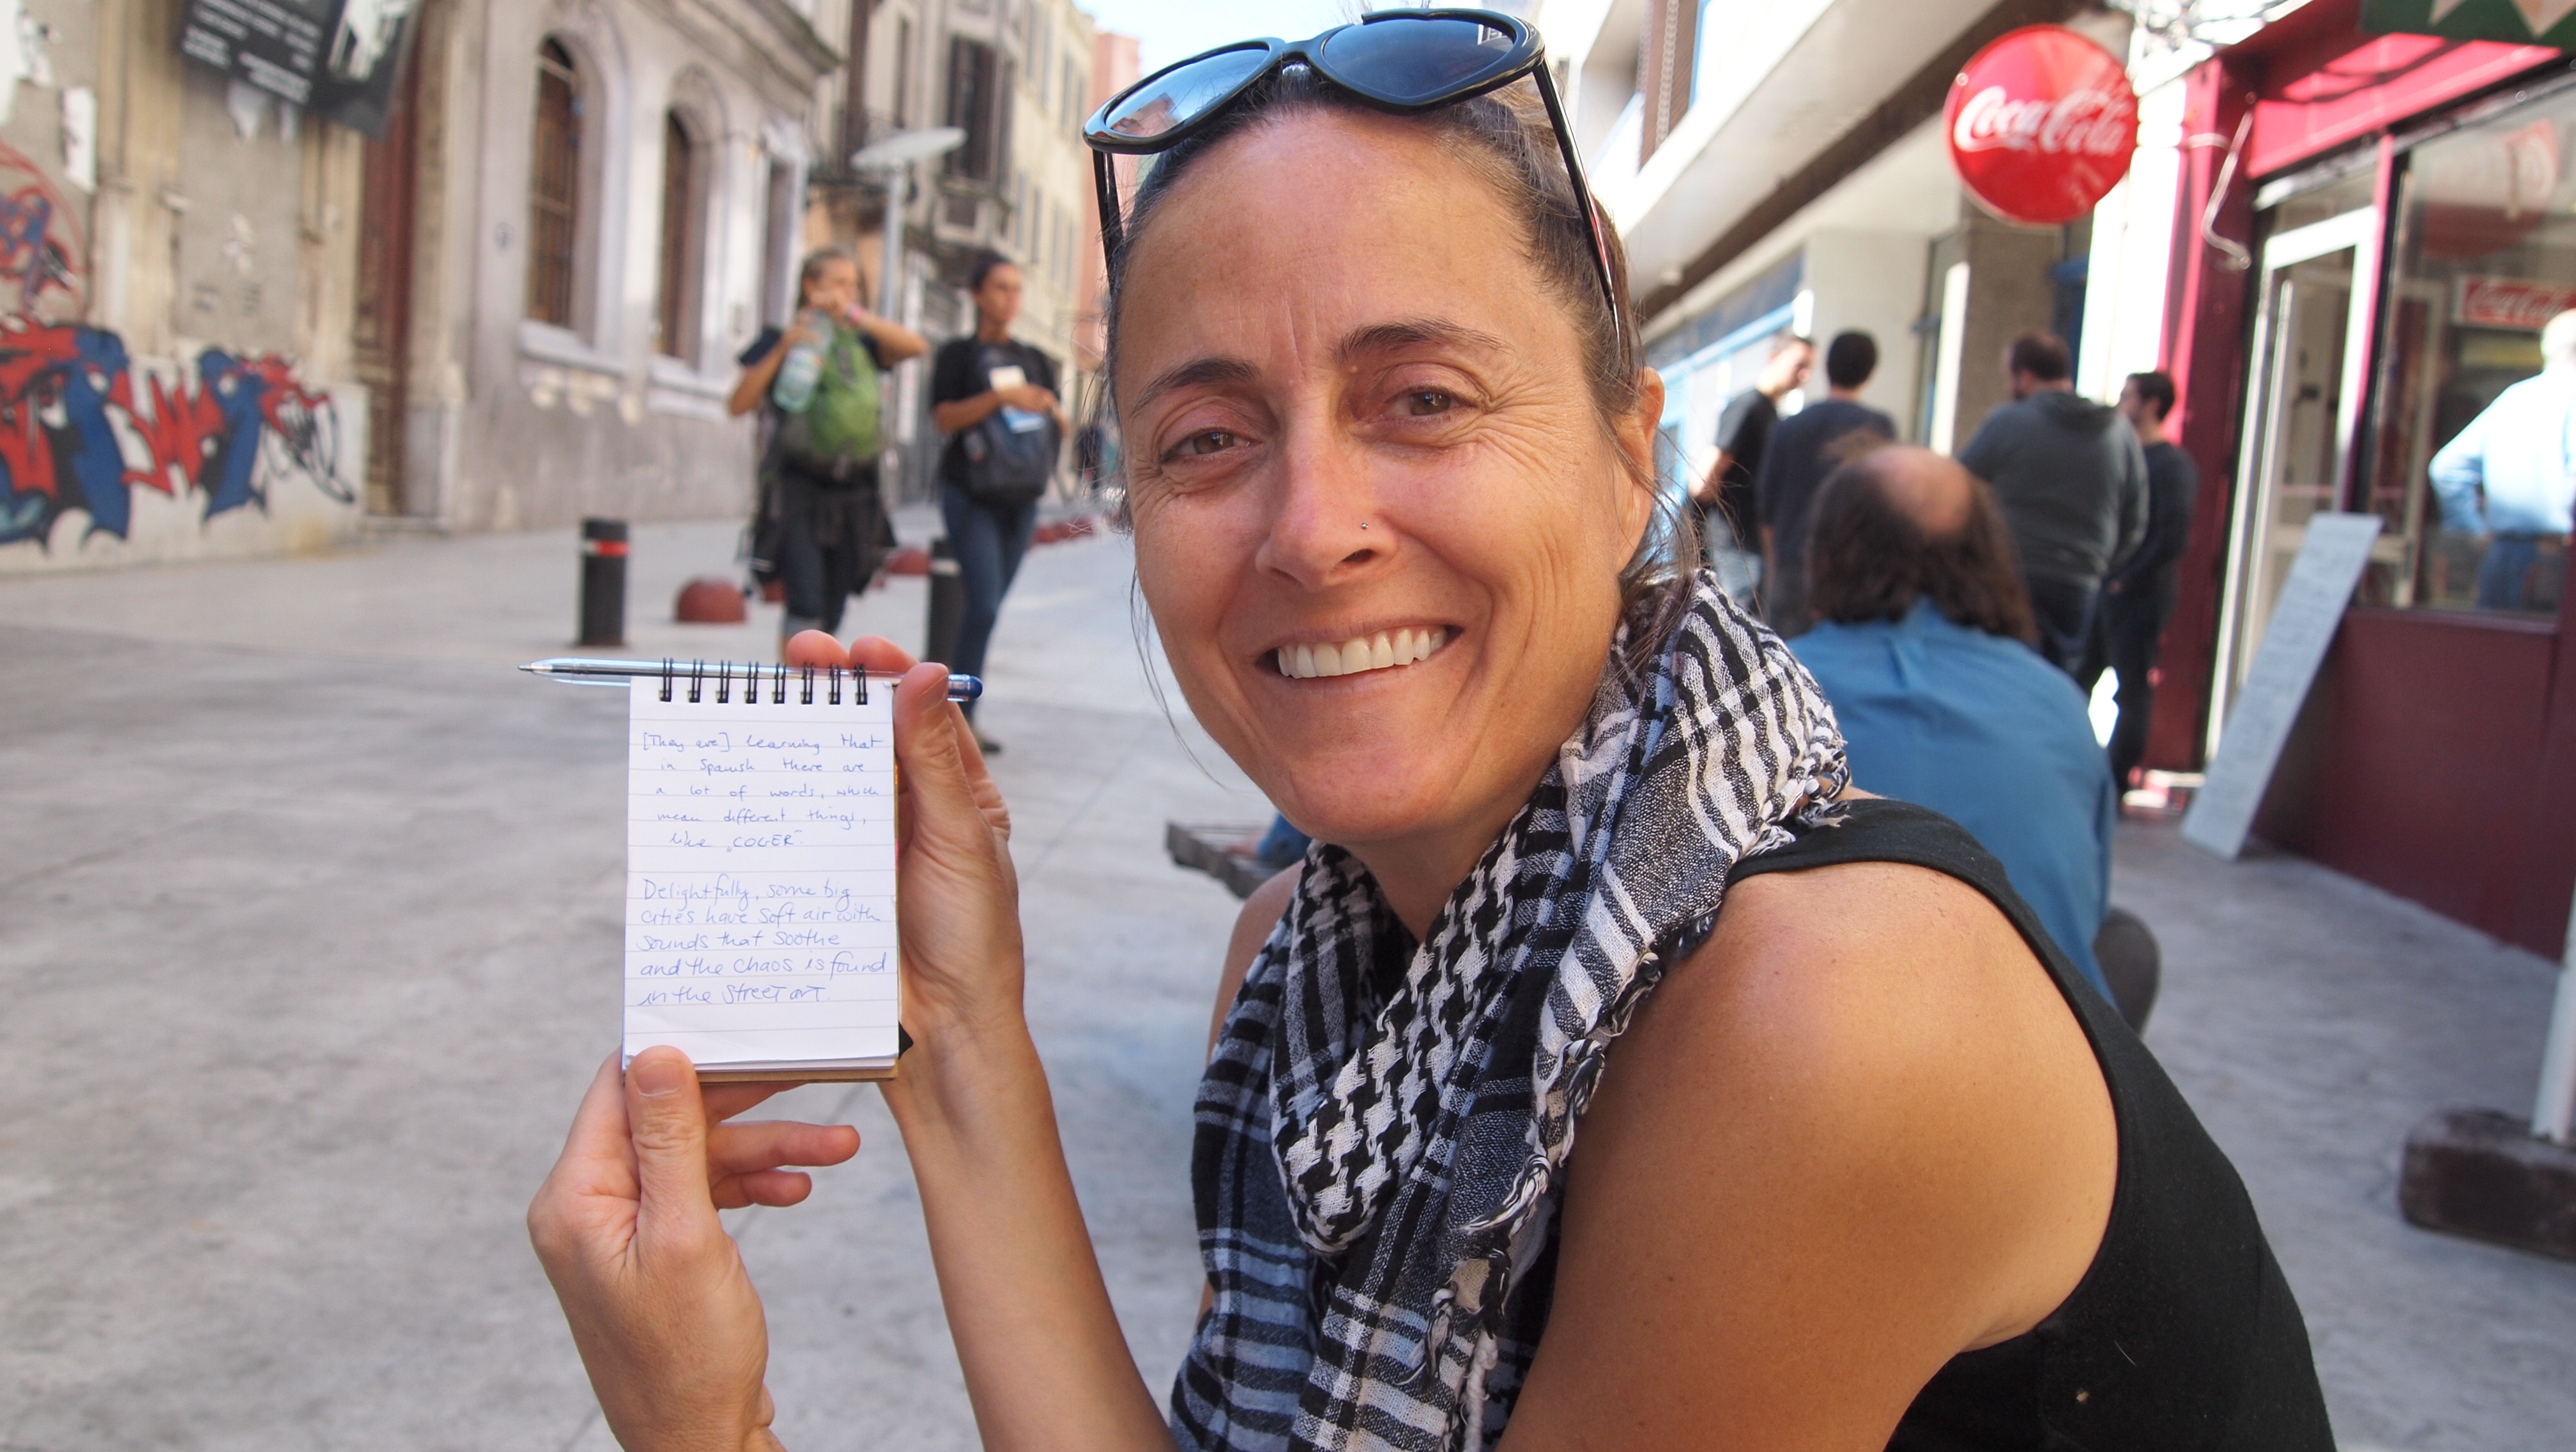 Coca-Cola
Coca-Cola
[They are] learning that
in Spanish there are
a lot of words, which
mean different things,
like „COGER"
Delightfully, some big
cities have soft air with
sounds that soothe
and the chaos is found
in the street art.